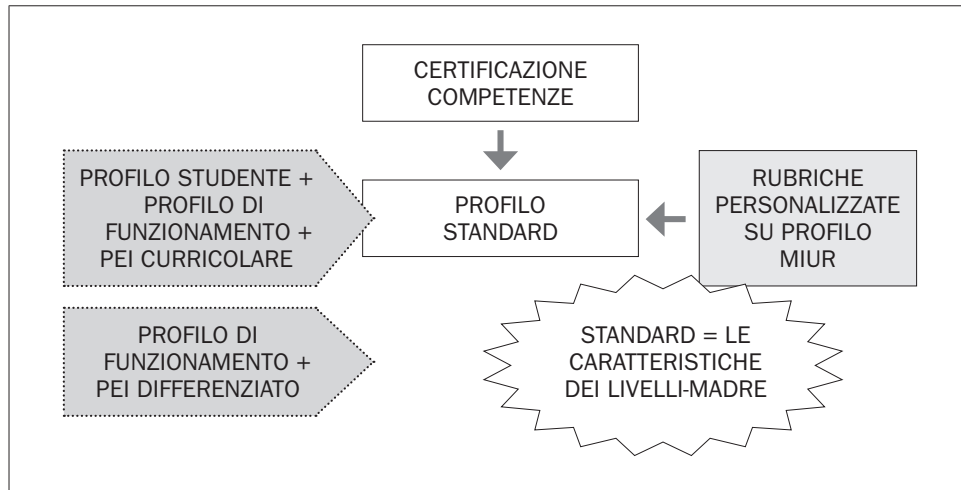 CERTIFICAZIONE
COMPETENZE
PROFILO STUDENTE +
PROFILO DI
FUNZIONAMENTO +
PEI CURRICOLARE
PROFILO
STANDARD
RUBRICHE
PERSONALIZZATE
SU PROFILO
MIUR
PROFILO DI
FUNZIONAMENTO +
PEI DIFFERENZIATO
STANDARD = LE
CARATTERISTICHE
DEI LIVELLI-MADRE